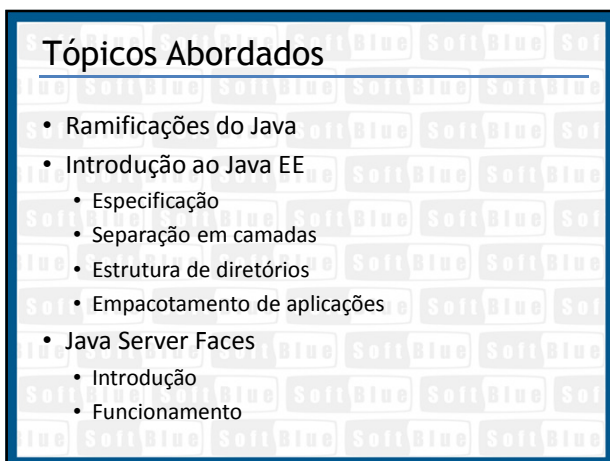 Tópicos Abordados
• Ramificações do Java
• Introdução ao Java EE
• Especificação
• Separação em camadas
• Estrutura de diretórios
• Empacotamento de aplicações
• Java Server Faces
• Introdução
• Funcionamento